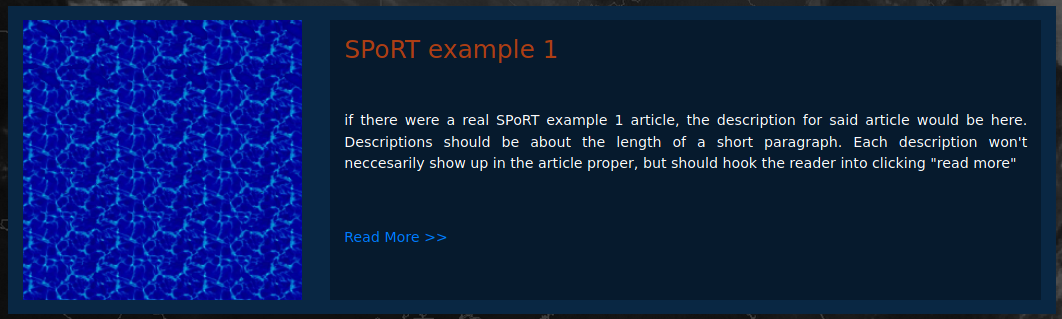 SPoRT example 1
if there were a real SPoRT example 1 article, the description for said article would be here.
Descriptions should be about the length of a short paragraph. Each description won't
neccesarily show up in the article proper, but should hook the reader into clicking "read more"
Read More >>